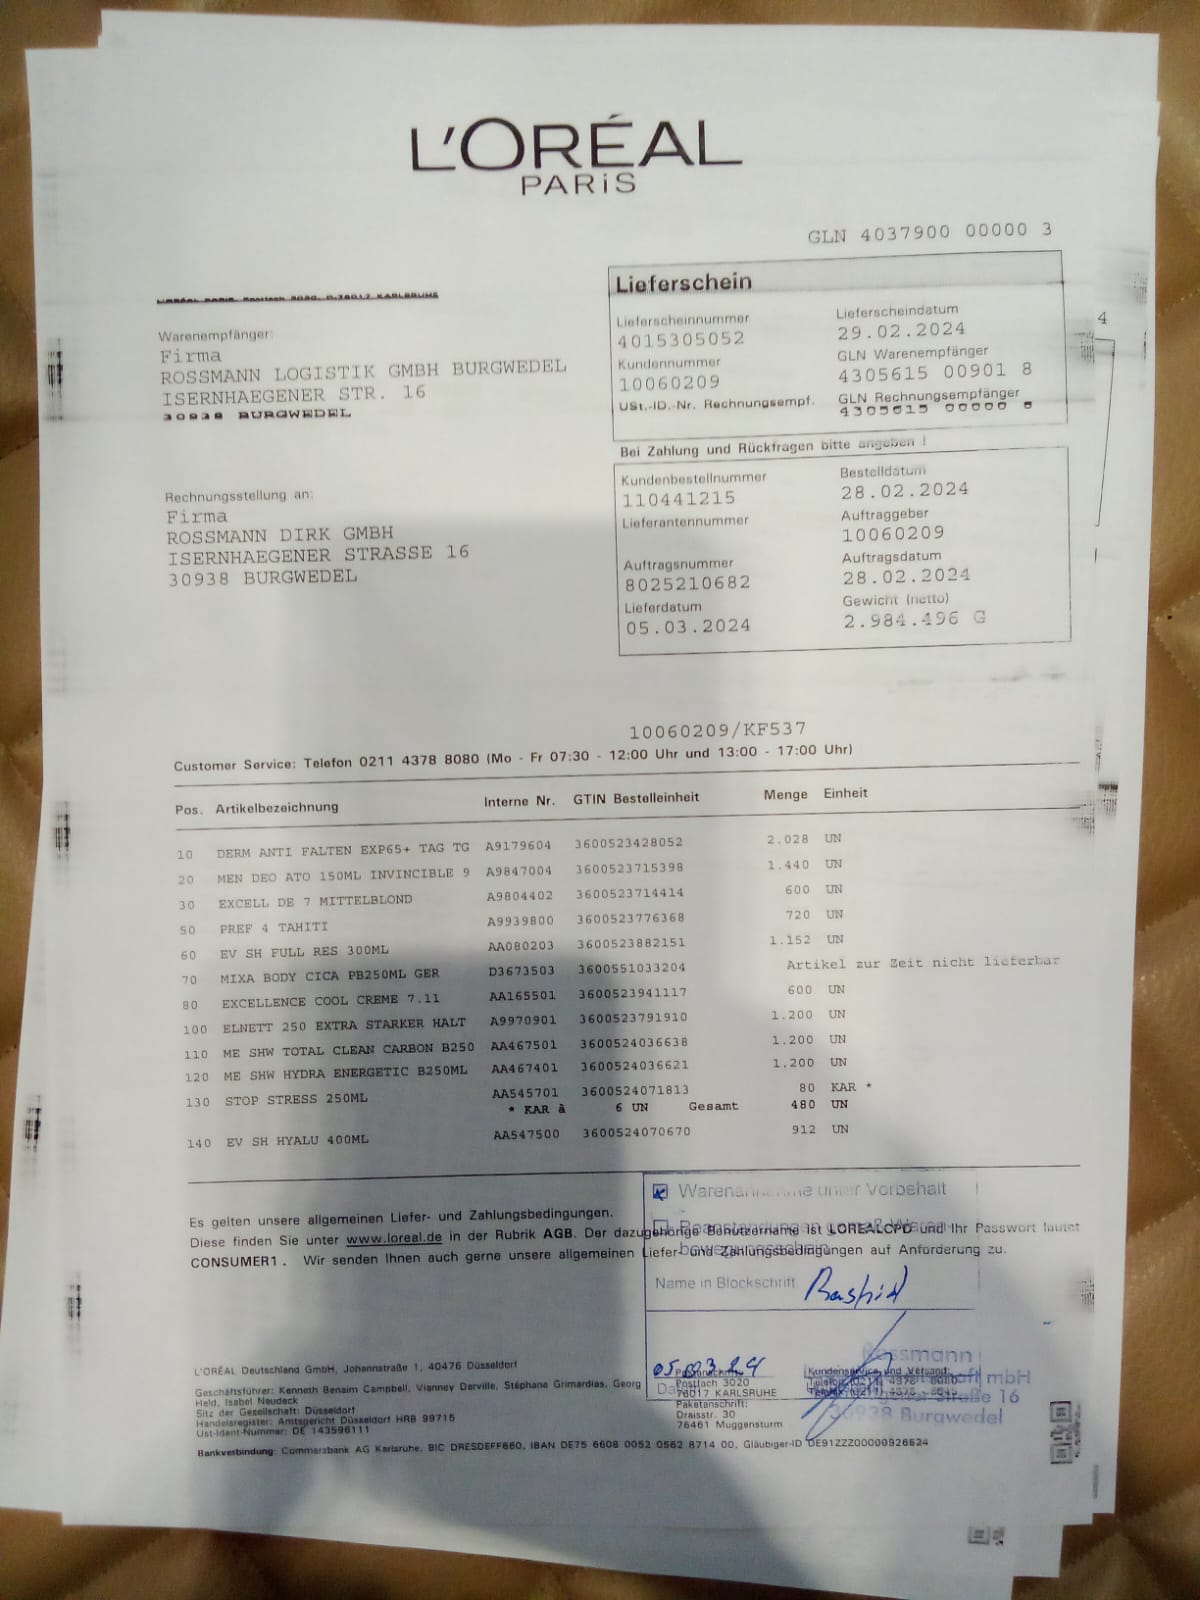 L'ORÉAL
PARiS
GLN 4037900 00000 3
L'ORÉAL PARIS, Postfach 3020, D-76017 KARLSRUHE
Warenempfänger:
Firma
ROSSMANN LOGISTIK GMBH BURGWEDEL
ISERNHAEGENER STR. 16
30938 BURGWEDEL
Lieferschein
Lieferscheinnummer Lieferscheindatum
4015305052 29.02.2024
Kundennummer GLN Warenempfänger
10060209 4305615 00901 8
USt.-ID.-Nr. Rechnungsempf. GLN Rechnungsempfänger
4305615 00000
4
Bei Zahlung und Rückfragen bitte angeben !
Rechnungsstellung an:
Firma
ROSSMANN DIRK GMBH
ISERNHAEGENER STRASSE 16
30938 BURGWEDEL
Kundenbestellnummer Bestelldatum
110441215 28.02.2024
Lieferantennummer Auftraggeber
10060209
Auftragsnummer Auftragsdatum
8025210682 28.02.2024
Lieferdatum Gewicht (netto)
05.03.2024 2.984.496 G
10060209/KF537
Customer Service: Telefon 0211 4378 8080 (Mo - Fr 07:30 - 12:00 Uhr und 13:00 - 17:00 Uhr)
Pos. Artikelbezeichnung Interne Nr. GTIN Bestelleinheit Menge Einheit
10 DERM ANTI FALTEN EXP65+ TAG TG A9179604 3600523428052 2.028 UN
20 MEN DEO ATO 150ML INVINCIBLE 9 A9847004 3600523715398 1.440 UN
30 EXCELL DE 7 MITTELBLOND A9804402 3600523714414 600 UN
50 PREF 4 TAHITI A9939800 3600523776368 720 UN
60 EV SH FULL RES 300ML AA080203 3600523882151 1.152 UN
70 MIXA BODY CICA PB250ML GER D3673503 3600551033204 Artikel zur Zeit nicht lieferbar
80 EXCELLENCE COOL CREME 7.11 AA165501 3600523941117 600 UN
100 ELNETT 250 EXTRA STARKER HALT A9970901 3600523791910 1.200 UN
110 ME SHW TOTAL CLEAN CARBON B250 AA467501 3600524036638 1.200 UN
120 ME SHW HYDRA ENERGETIC B250ML AA467401 3600524036621 1.200 UN
130 STOP STRESS 250ML AA545701 3600524071813 80 KAR *
* KAR à 6 UN Gesamt 480 UN
140 EV SH HYALU 400ML AA547500 3600524070670 912 UN
Warenannahme unter Vorbehalt
Beanstandungen
Es gelten unsere allgemeinen Liefer- und Zahlungsbedingungen.
Diese finden Sie unter www.loreal.de in der Rubrik AGB. Der dazugehörige Benutzername ist LOREALCPD und Ihr Passwort lautet
CONSUMER1. Wir senden Ihnen auch gerne unsere allgemeinen Liefer- und Zahlungsbedingungen auf Anforderung zu.
Name in Blockschrift Rashid
05.03.24
Rossmann
mbH
Straße 16
30938 Burgwedel
L'ORÉAL Deutschland GmbH, Johannstraße 1, 40476 Düsseldorf
Geschäftsführer: Kenneth Benaim Campbell, Vianney Derville, Stéphane Grimardias, Georg
Held, Isabel Neudeck
Sitz der Gesellschaft: Düsseldorf
Handelsregister: Amtsgericht Düsseldorf HRB 99715
Ust-Ident-Nummer: DE 143596111
Postfach 3020
76017 KARLSRUHE
Paketanschrift:
Draisstr. 30
76461 Muggensturm
Kundenservice und Versand:
Bankverbindung: Commerzbank AG Karlsruhe, BIC DRESDEFF660, IBAN DE75 6608 0052 0562 8714 00, Gläubiger-ID DE91ZZZ00000926524